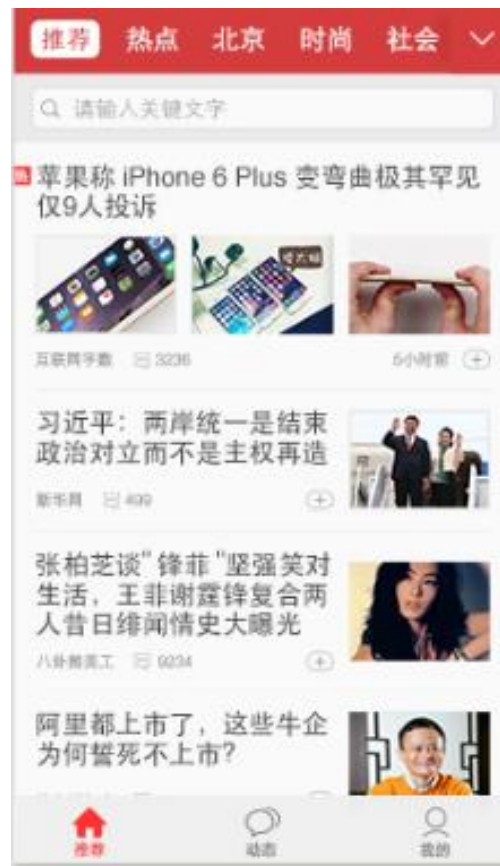 推荐 热点 北京 时尚 社会
请输入关键文字
热
苹果称 iPhone 6 Plus 变弯曲极其罕见
仅9人投诉
互联网字数 3236 5小时前
习近平：两岸统一是结束
政治对立而不是主权再造
新华网 499
张柏芝谈"锋菲"坚强笑对
生活，王菲谢霆锋复合两
人昔日绯闻情史大曝光
9234
阿里都上市了，这些牛企
为何誓死不上市？
推荐 动态 我的